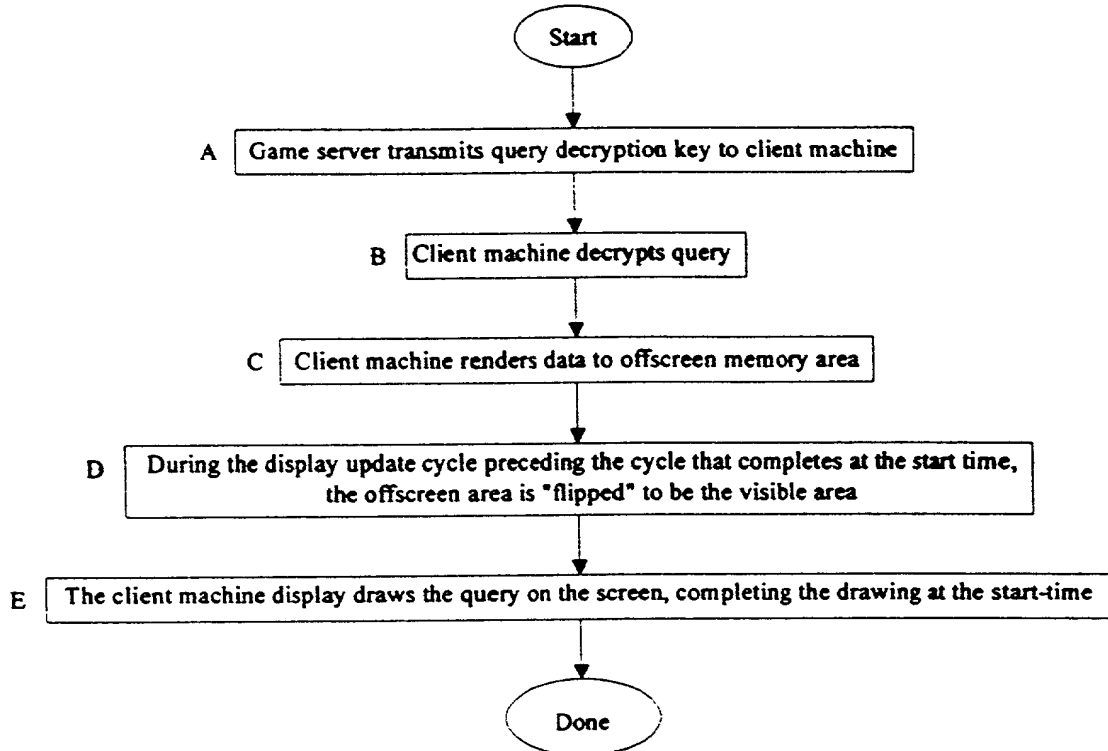 Start
A Game server transmits query decryption key to client machine
B Client machine decrypts query
C Client machine renders data to offscreen memory area
D During the display update cycle preceding the cycle that completes at the start time,
the offscreen area is "flipped" to be the visible area
E The client machine display draws the query on the screen, completing the drawing at the start-time
Done